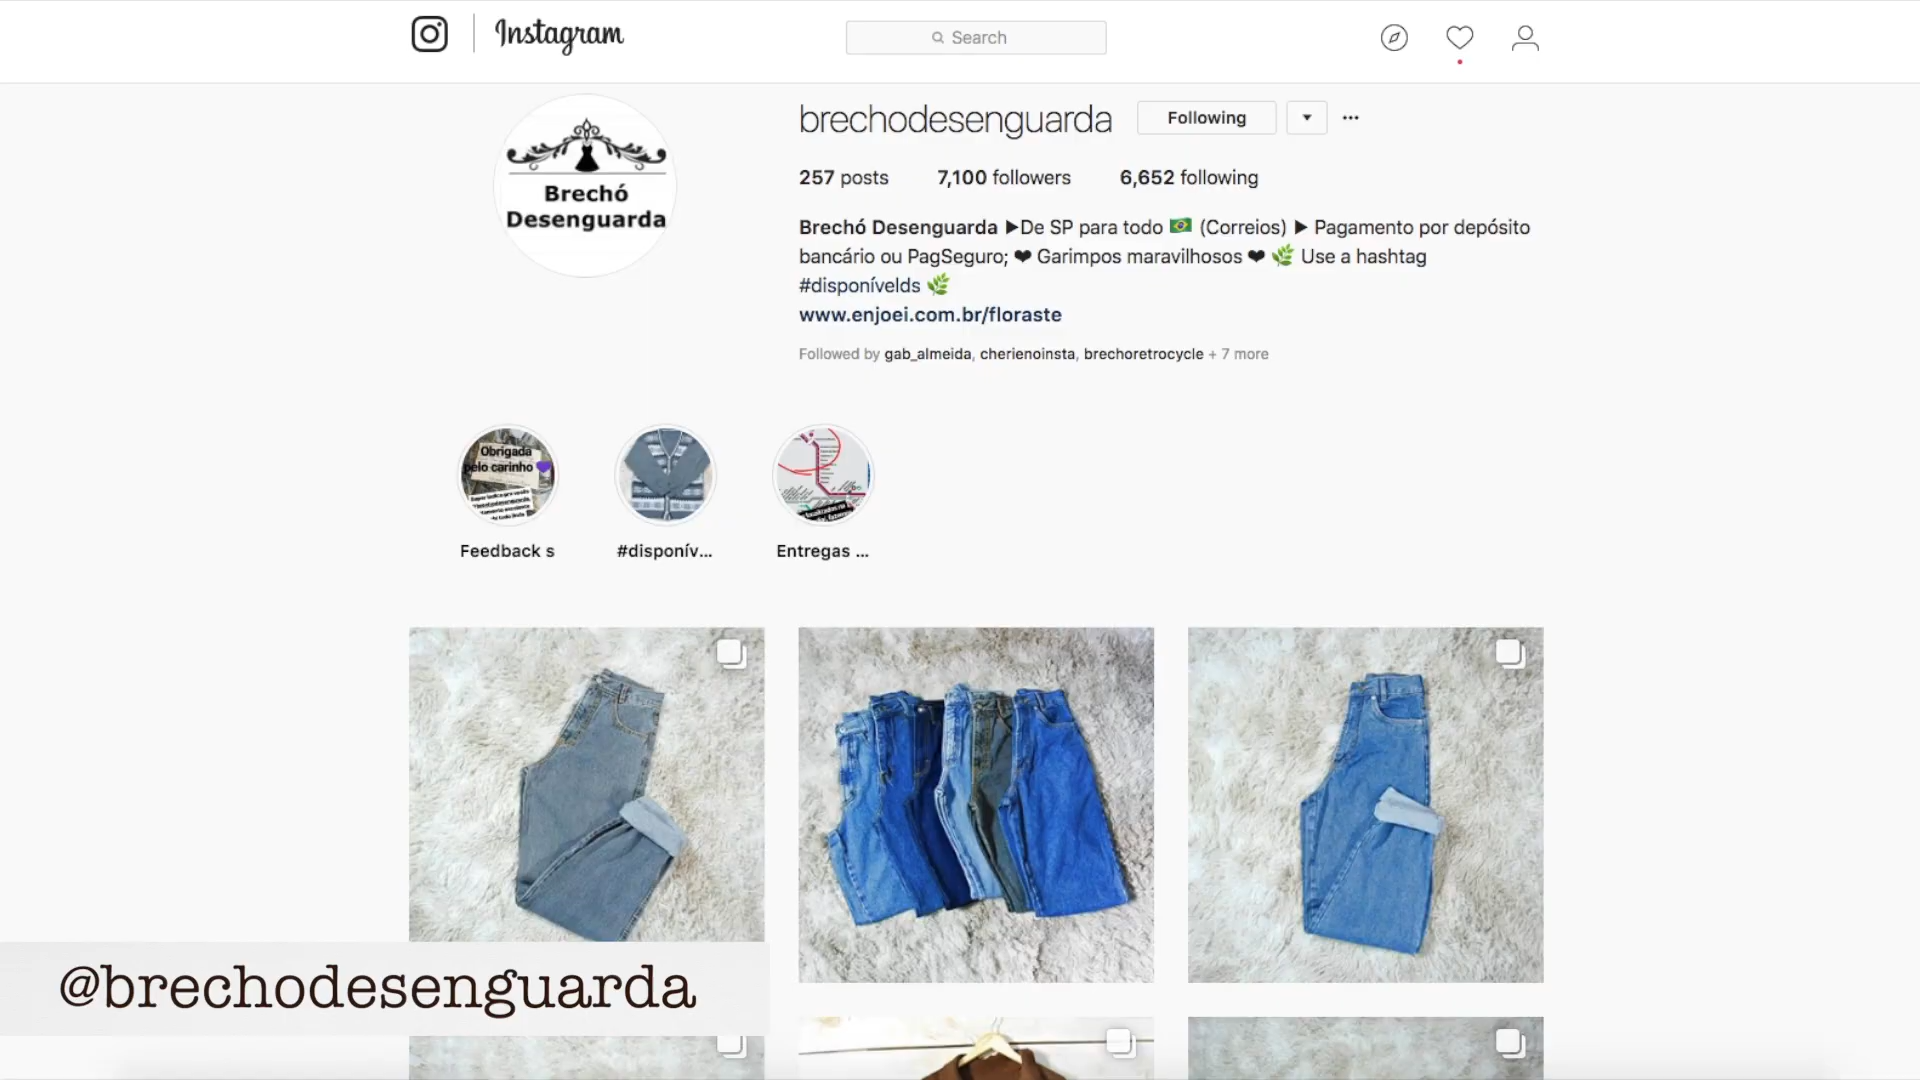 Instagram
Search
Brechó
Desenguarda
brechodesenguarda
Following
257 posts 7,100 followers 6,652 following
Brechó Desenguarda ▶De SP para todo 🇧🇷 (Correios) ▶ Pagamento por depósito
bancário ou PagSeguro; ❤ Garimpos maravilhosos ❤ 🌿 Use a hashtag
#disponívelds 🌿
www.enjoei.com.br/floraste
Followed by gab_almeida, cherienoinsta, brechoretrocycle + 7 more
Obrigada
pelo carinho 💜
Feedback s
#disponív...
Entregas ...
@brechodesenguarda